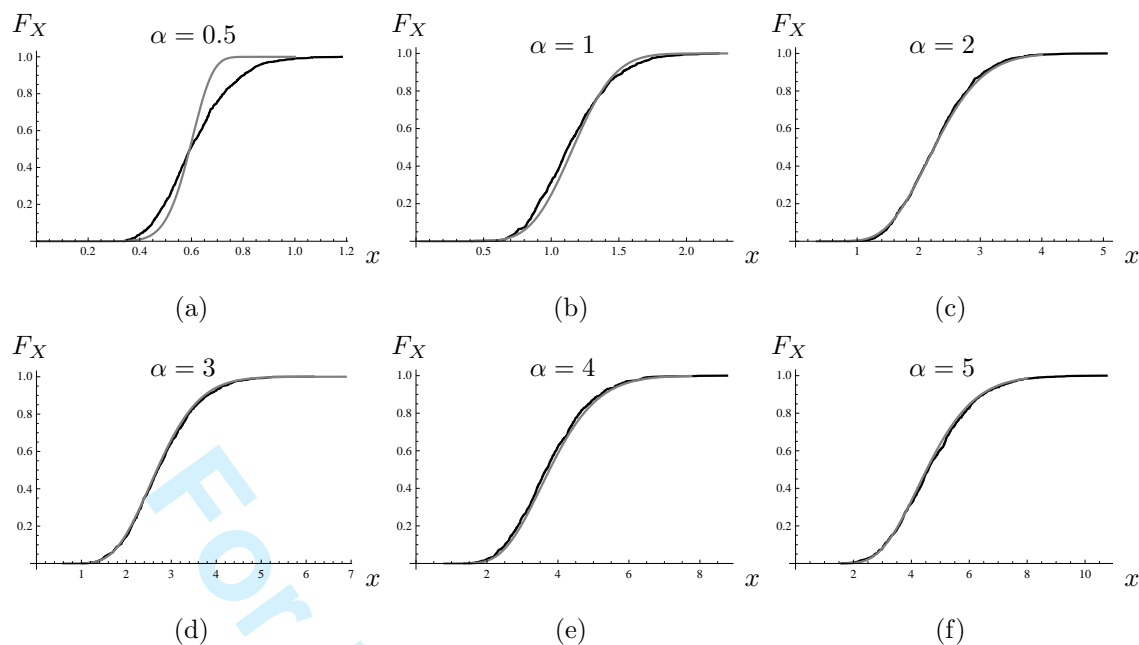 F_X α = 0.5
1.0
0.8
0.6
0.4
0.2
0.2 0.4 0.6 0.8 1.0 1.2 x
(a)
F_X α = 1
1.0
0.8
0.6
0.4
0.2
0.5 1.0 1.5 2.0 x
(b)
F_X α = 2
1.0
0.8
0.6
0.4
0.2
1 2 3 4 5 x
(c)
F_X α = 3
1.0
0.8
0.6
0.4
0.2
1 2 3 4 5 6 7 x
(d)
F_X α = 4
1.0
0.8
0.6
0.4
0.2
2 4 6 8 x
(e)
F_X α = 5
1.0
0.8
0.6
0.4
0.2
2 4 6 8 10 x
(f)
For